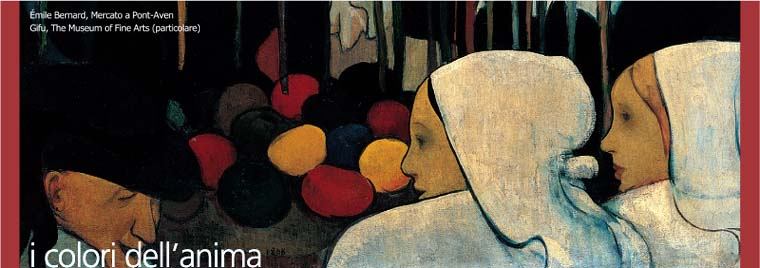 Émile Bernard, Mercato a Pont-Aven
Gifu, The Museum of Fine Arts (particolare)
i colori dell'anima